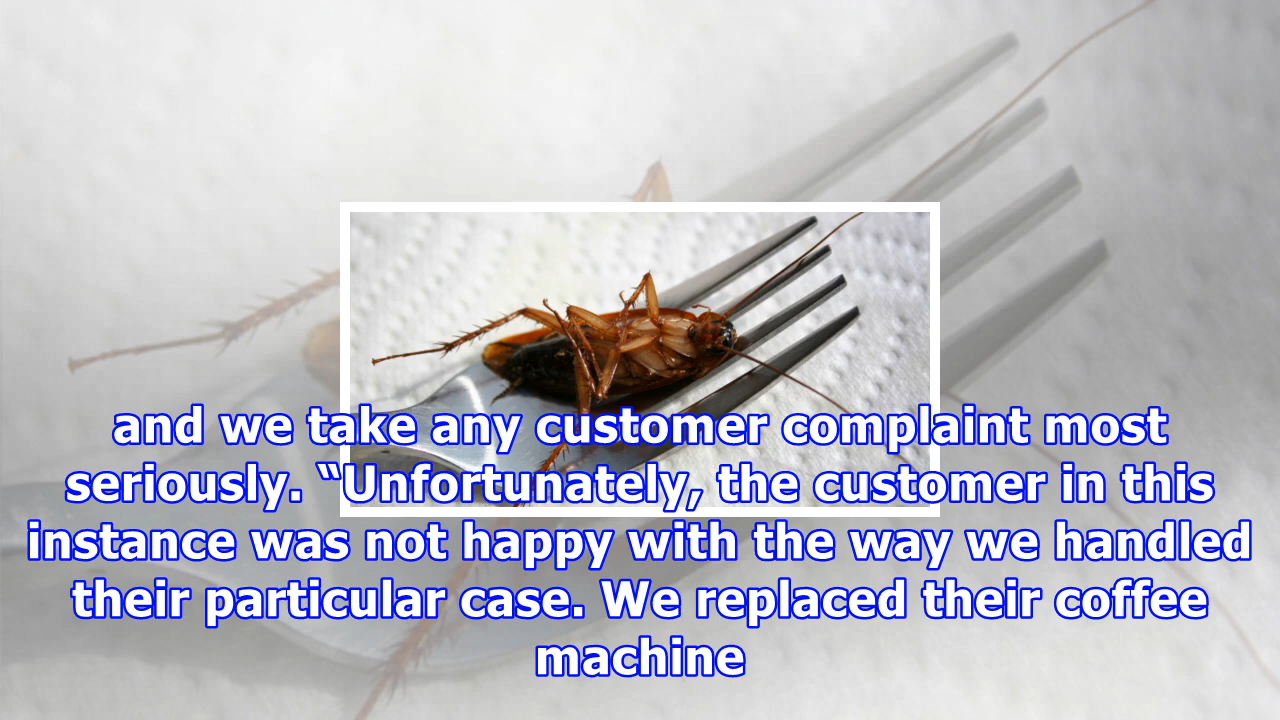 and we take any customer complaint most
seriously. “Unfortunately, the customer in this
instance was not happy with the way we handled
their particular case. We replaced their coffee
machine